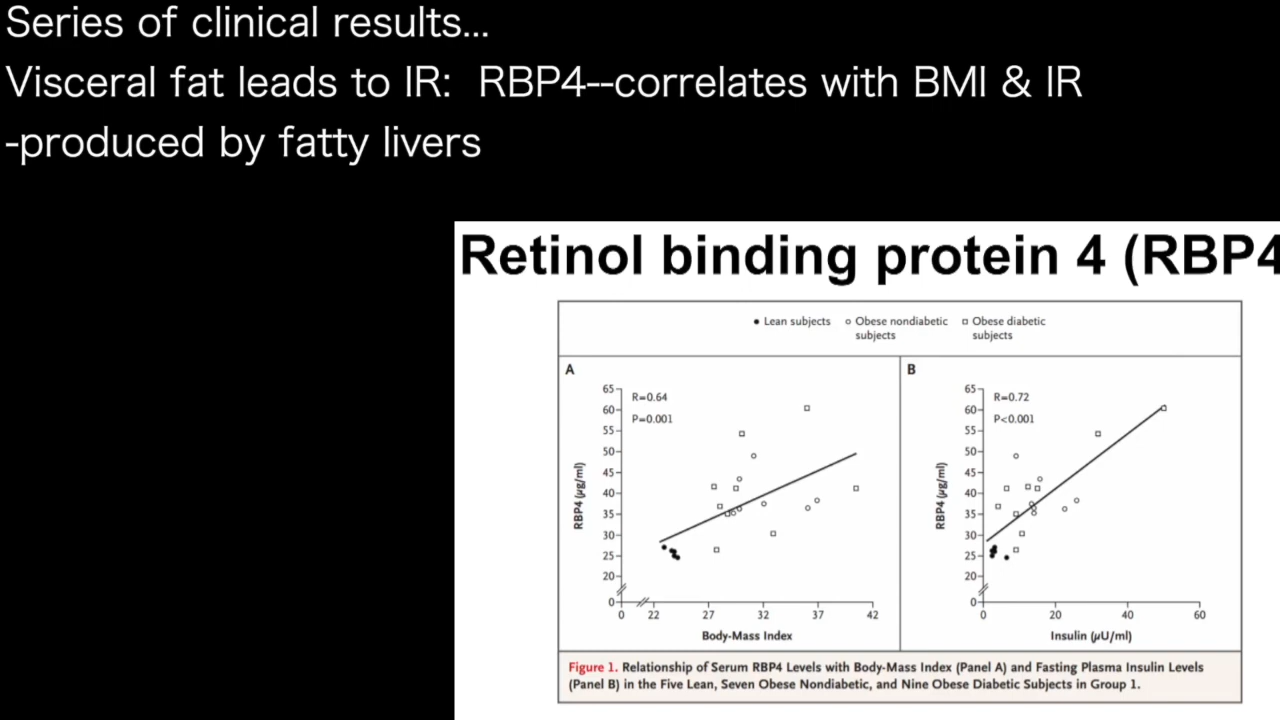 Series of clinical results...
Visceral fat leads to IR:  RBP4--correlates with BMI & IR
-produced by fatty livers
Retinol binding protein 4 (RBP4
● Lean subjects ○ Obese nondiabetic subjects □ Obese diabetic subjects
A
R=0.64
P=0.001
RBP4 (µg/ml)
65
60
55
50
45
40
35
30
25
20
0
0 22 27 32 37 42
Body-Mass Index
B
R=0.72
P<0.001
RBP4 (µg/ml)
65
60
55
50
45
40
35
30
25
20
0
0 20 40 60
Insulin (µU/ml)
Figure 1. Relationship of Serum RBP4 Levels with Body-Mass Index (Panel A) and Fasting Plasma Insulin Levels
(Panel B) in the Five Lean, Seven Obese Nondiabetic, and Nine Obese Diabetic Subjects in Group 1.